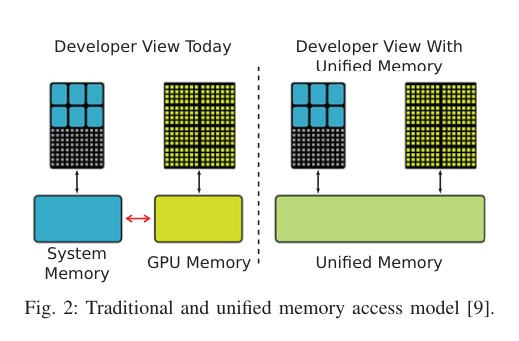 Developer View Today
Developer View With
Unified Memory
System
Memory
GPU Memory
Unified Memory
Fig. 2: Traditional and unified memory access model [9].